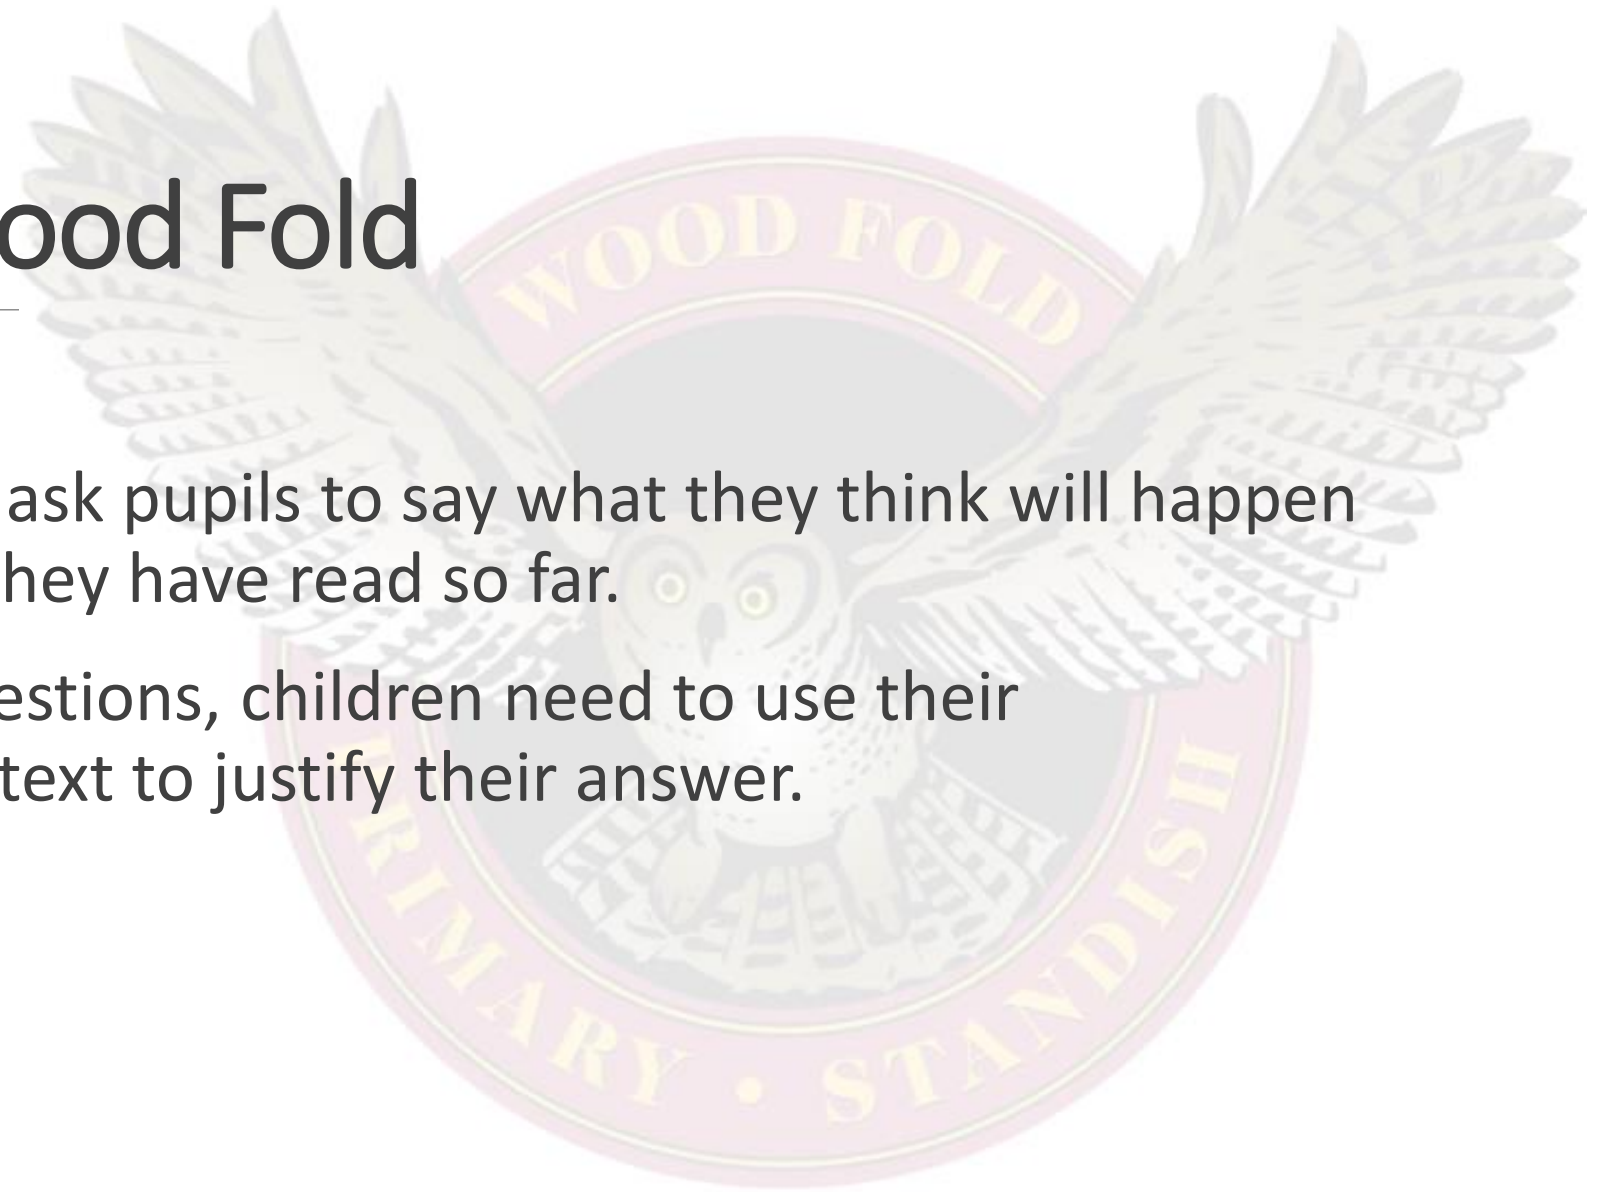 ood Fold
ask pupils to say what they think will happen
hey have read so far.
estions, children need to use their
text to justify their answer.
WOOD FOLD
PRIMARY • STANDISH